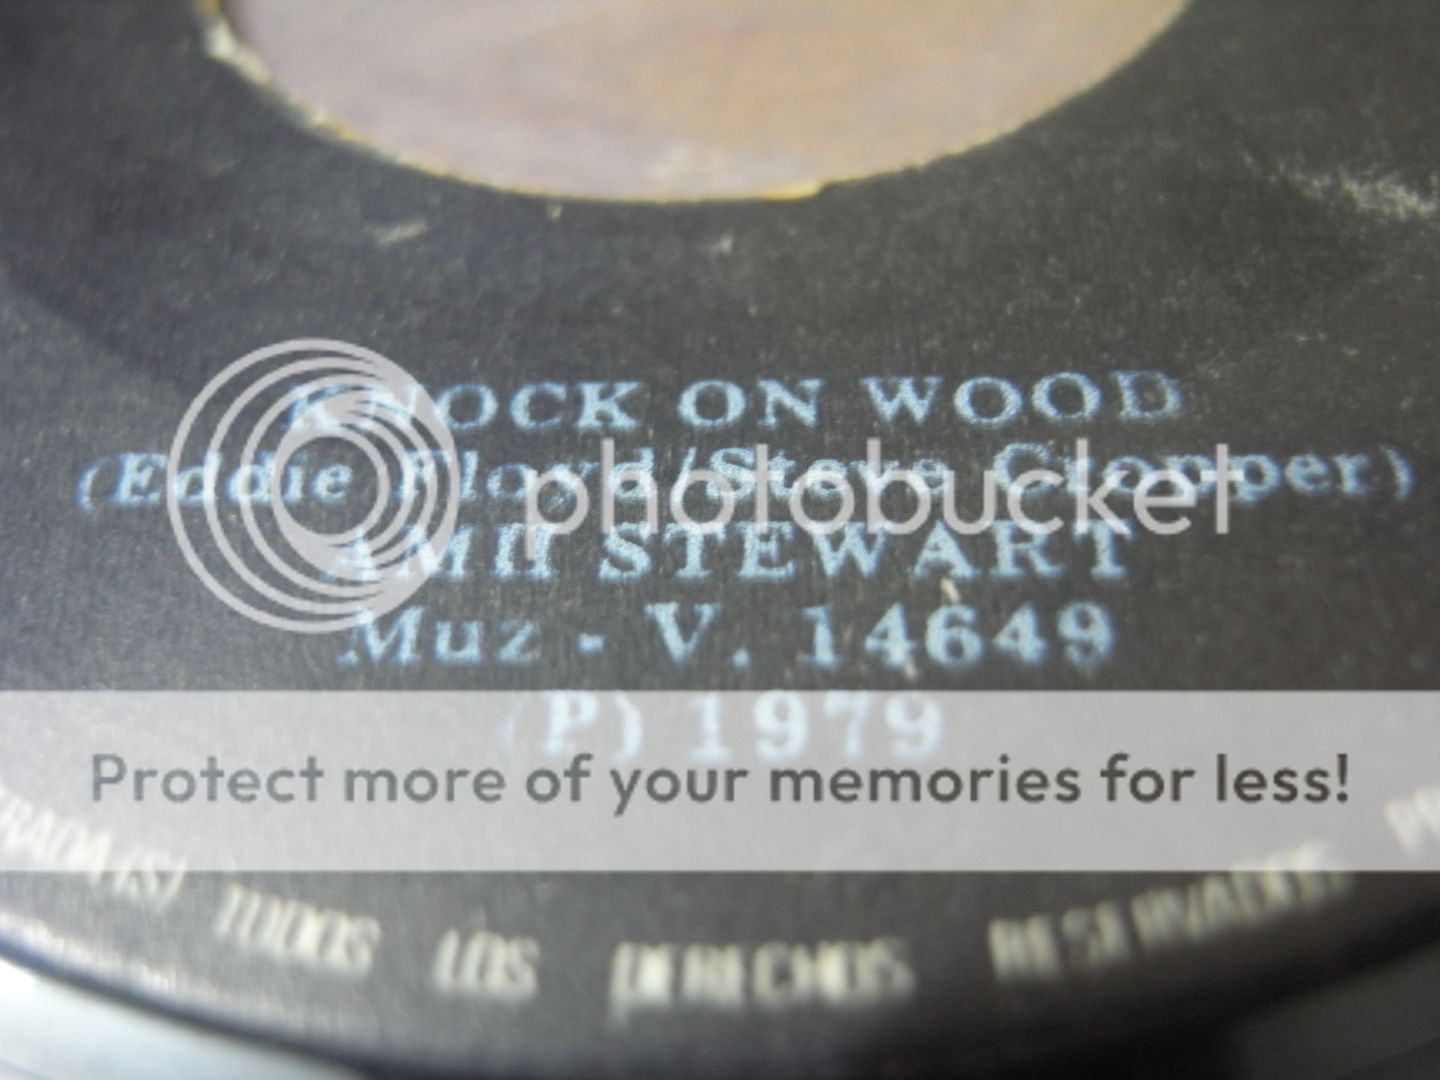 KNOCK ON WOOD
(Eddie Floyd/Steve Cropper)
photobucket
AMII STEWART
Muz - V. 14649
(P) 1979
Protect more of your memories for less!
TODOS LOS DERECHOS RESERVADOS